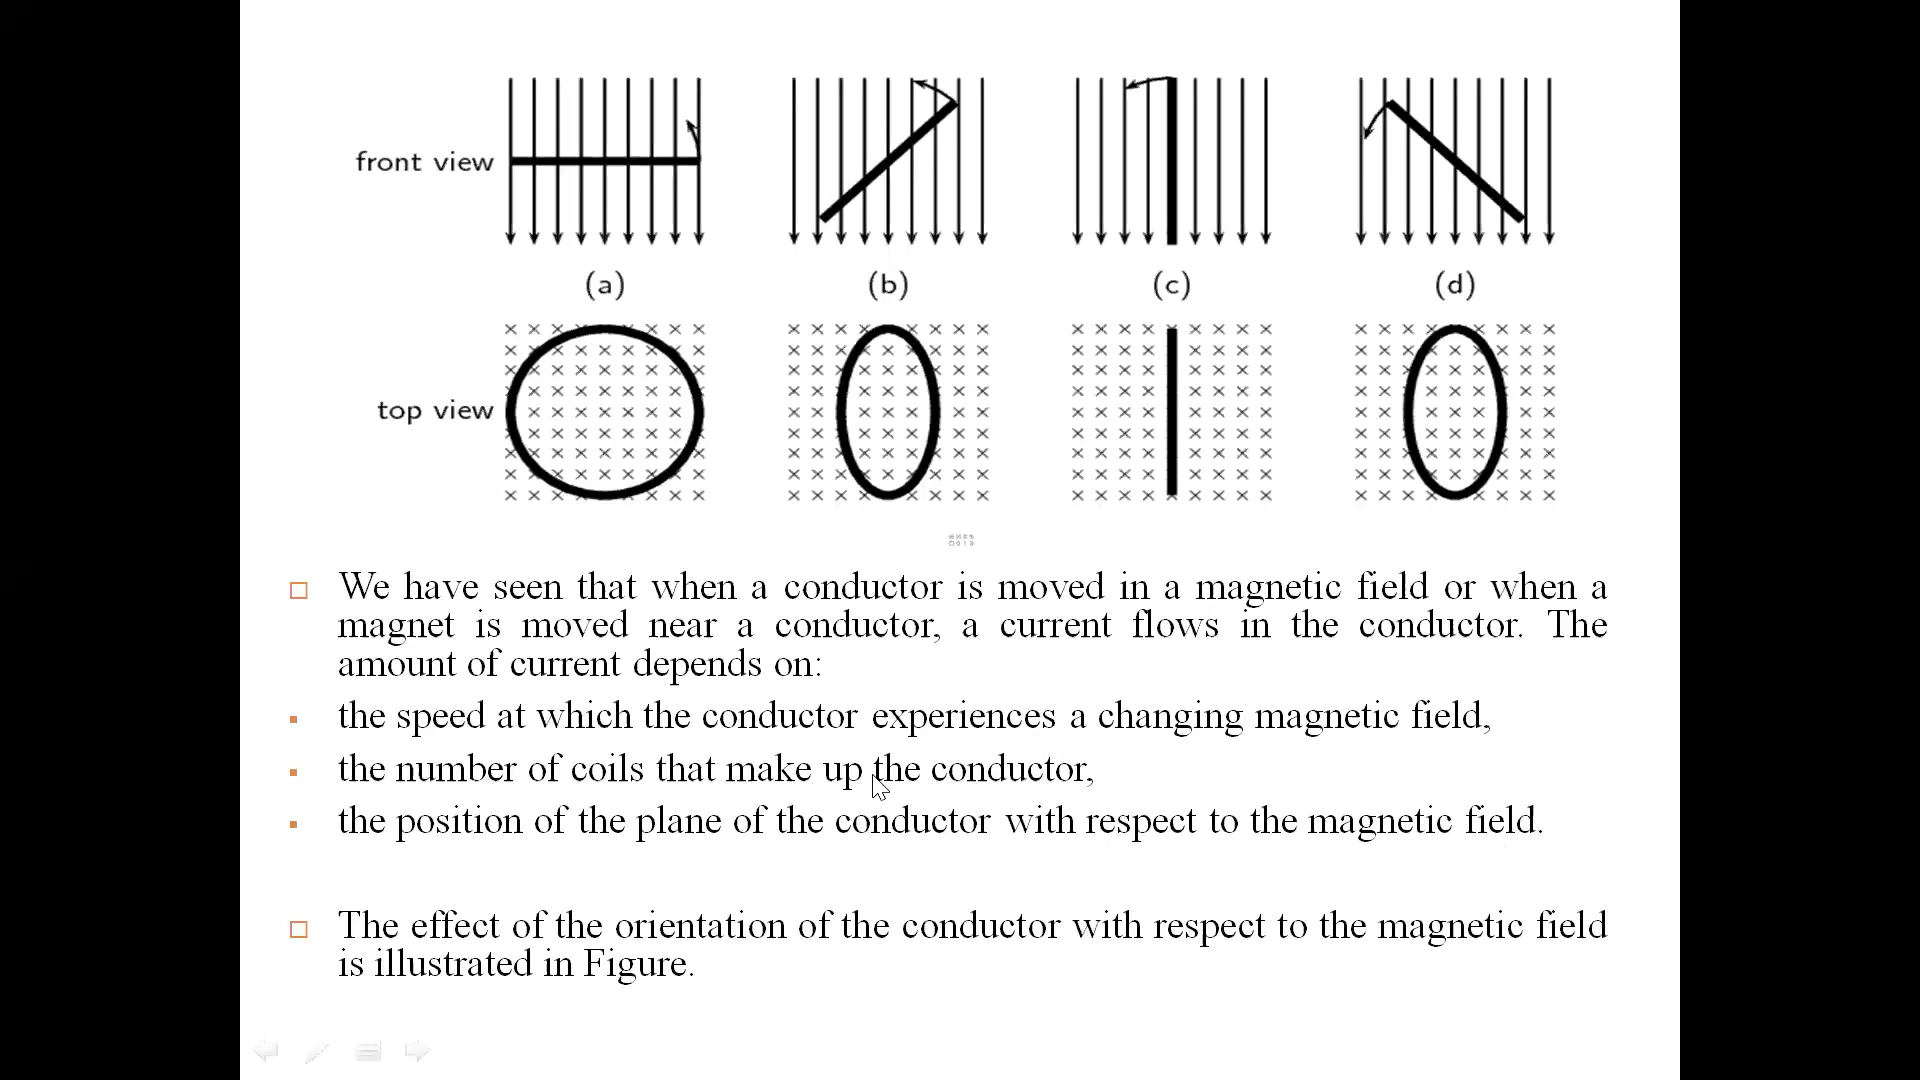 front view
(a) (b) (c) (d)
top view
We have seen that when a conductor is moved in a magnetic field or when a
magnet is moved near a conductor, a current flows in the conductor. The
amount of current depends on:
the speed at which the conductor experiences a changing magnetic field,
the number of coils that make up the conductor,
the position of the plane of the conductor with respect to the magnetic field.
The effect of the orientation of the conductor with respect to the magnetic field
is illustrated in Figure.